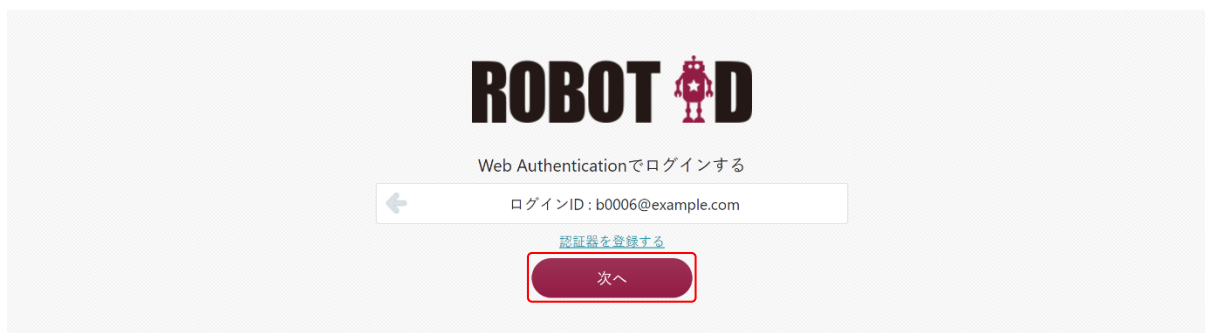 ROBOT ID
Web Authenticationでログインする
ログインID : b0006@example.com
認証器を登録する
次へ